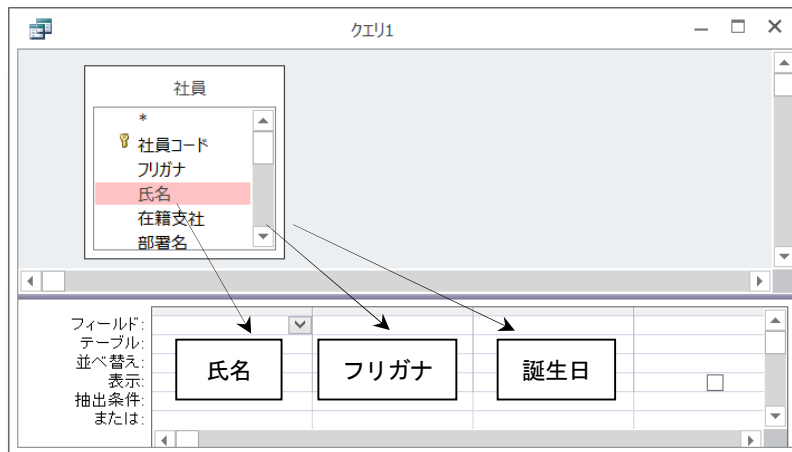 クエリ1
社員
*
社員コード
フリガナ
氏名
在籍支社
部署名
フィールド:
テーブル:
並べ替え:
表示:
抽出条件:
または:
氏名
フリガナ
誕生日